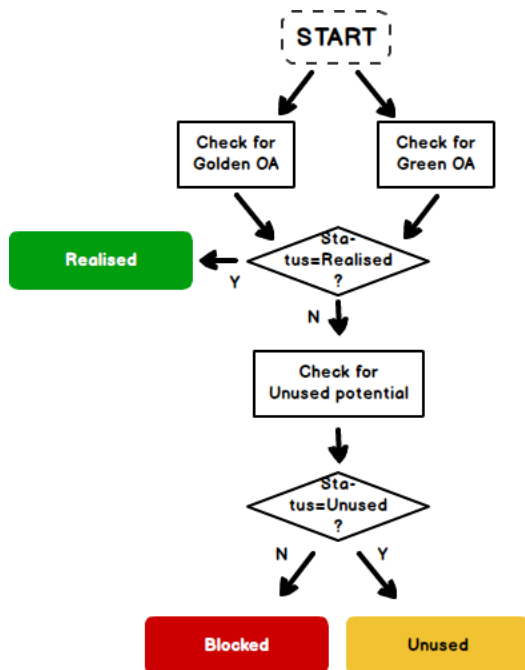 START
Check for
Golden OA
Check for
Green OA
Sta-
tus=Realised
?
Realised
Y
N
Check for
Unused potential
Sta-
tus=Unused
?
N
Y
Blocked
Unused